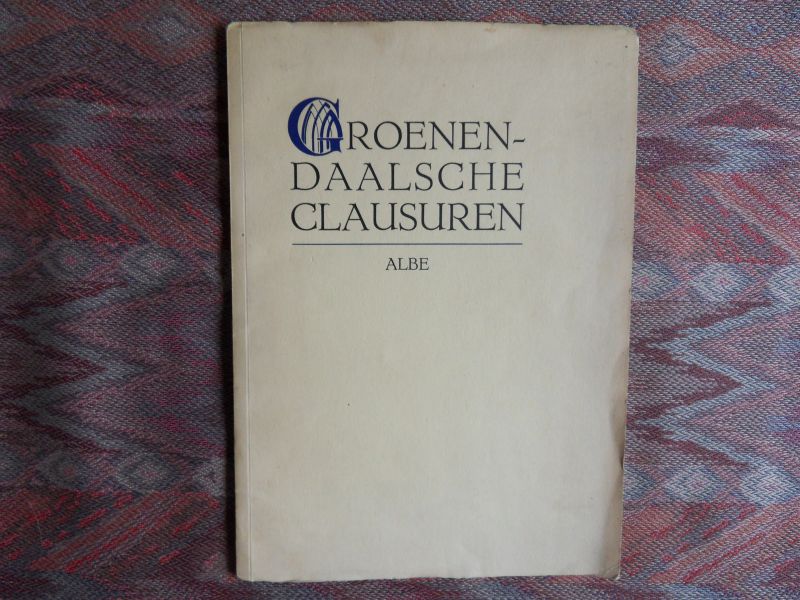 GROENEN-
DAALSCHE
CLAUSUREN
ALBE